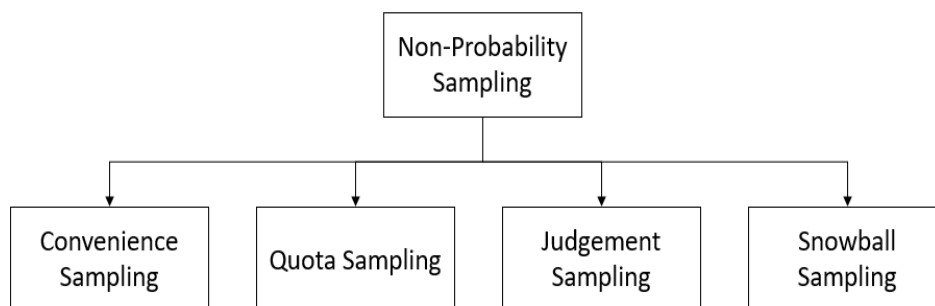 Non-Probability
Sampling
Convenience
Sampling
Quota Sampling
Judgement
Sampling
Snowball
Sampling